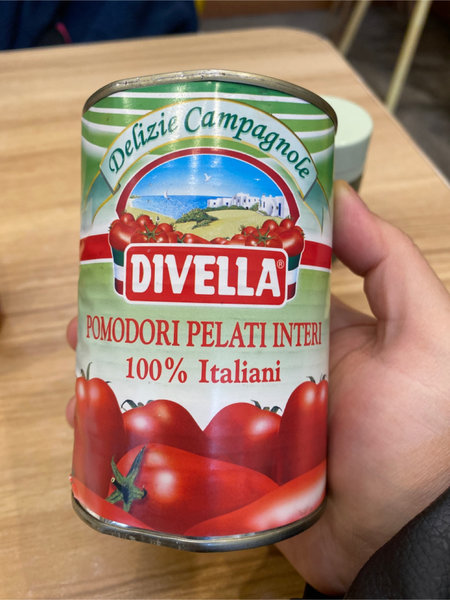 Delizie Campagnole
DIVELLA®
POMODORI PELATI INTERI
100% Italiani